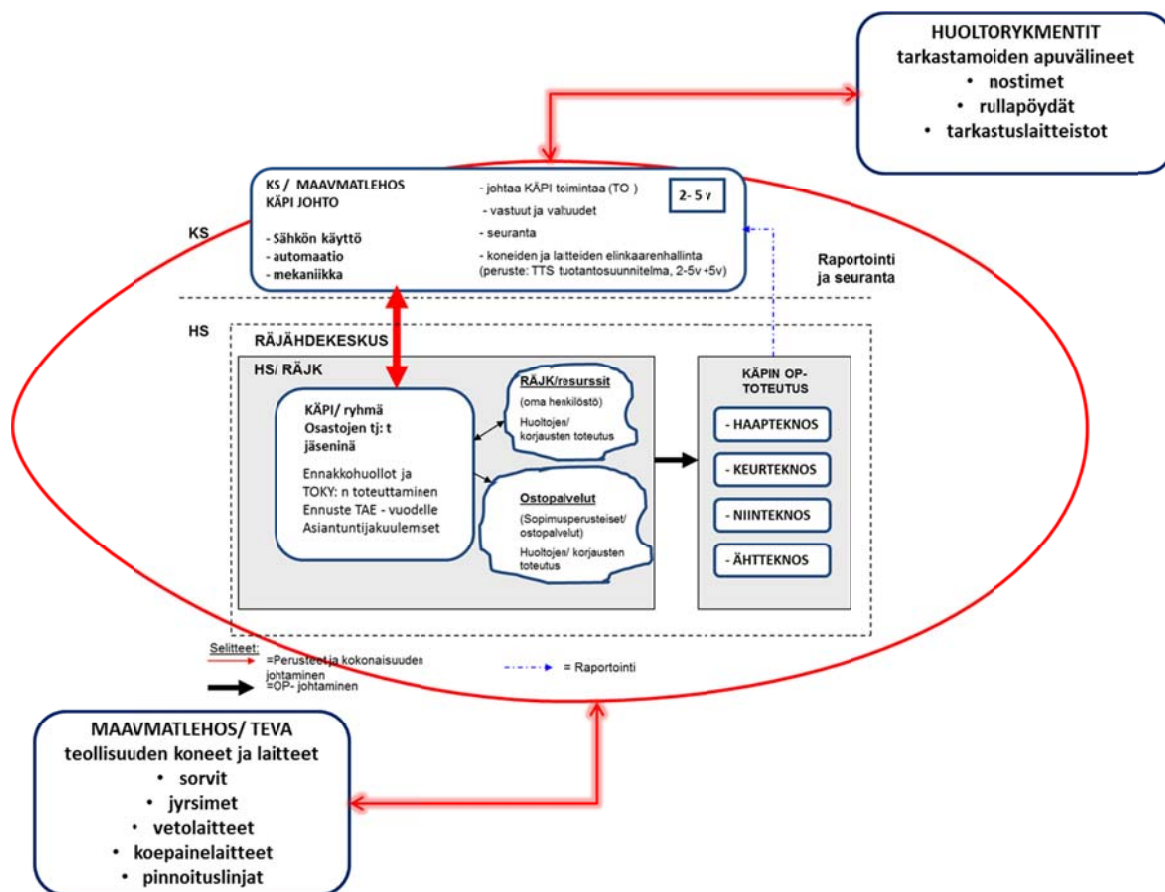 HUOLTORYKMENTIT
tarkastamoiden apuvälineet
• nostimet
• rullapöydät
• tarkastuslaitteistot
KS / MAAVMATLEHOS
KÄPI JOHTO
- Sähkön käyttö
- automaatio
- mekaniikka
- johtaa KÄPI toimintaa (TO )
- vastuut ja valtuudet
- seuranta
- koneiden ja laitteiden elinkaarenhallinta
(peruste: TTS tuotantosuunnitelma, 2-5v +5v)
2- 5 v
KS
Raportointi
ja seuranta
HS
RÄJÄHDEKESKUS
HS/ RÄJK
KÄPI/ ryhmä
Osastojen tj: t
jäseninä
Ennakkohuollot ja
TOKY: n toteuttaminen
Ennuste TAE - vuodelle
Asiantuntijakuulemset
RÄJK/resurssit
(oma henkilöstö)
Huoltojen/
korjausten toteutus
Ostopalvelut
(Sopimusperusteiset/
ostopalvelut)
Huoltojen/ korjausten
toteutus
KÄPIN OP-
TOTEUTUS
- HAAPTEKNOS
- KEURTEKNOS
- NIINTEKNOS
- ÄHTTEKNOS
Selitteet:
=Perusteet ja kokonaisuuden
johtaminen
=OP- johtaminen
= Raportointi
MAAVMATLEHOS/ TEVA
teollisuuden koneet ja laitteet
• sorvit
• jyrsimet
• vetolaitteet
• koepainelaitteet
• pinnoituslinjat